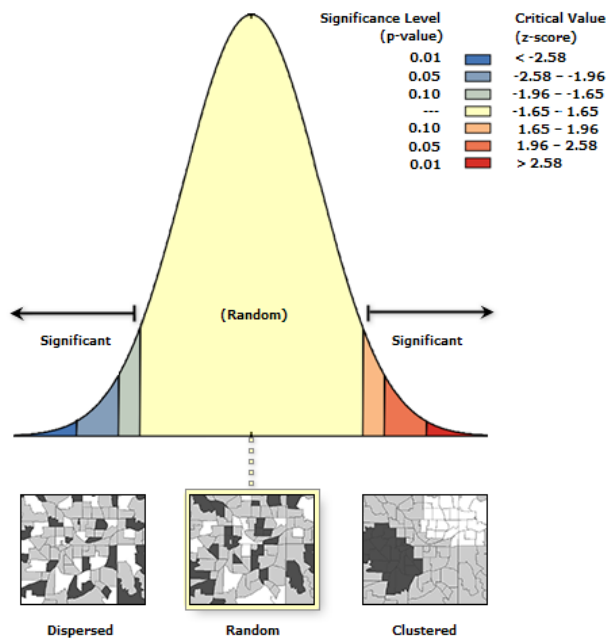 Significance Level
(p-value)
Critical Value
(z-score)
0.01 < -2.58
0.05 -2.58 – -1.96
0.10 -1.96 – -1.65
--- -1.65 – 1.65
0.10 1.65 – 1.96
0.05 1.96 – 2.58
0.01 > 2.58
(Random)
Significant
Significant
Dispersed
Random
Clustered